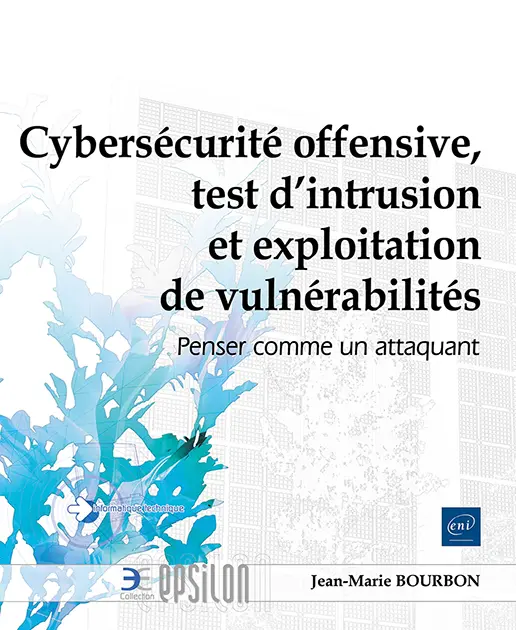 Cybersécurité offensive,
test d'intrusion
et exploitation
de vulnérabilités
Penser comme un attaquant
Informatique technique
eni
Collection
epsilon
Jean-Marie BOURBON